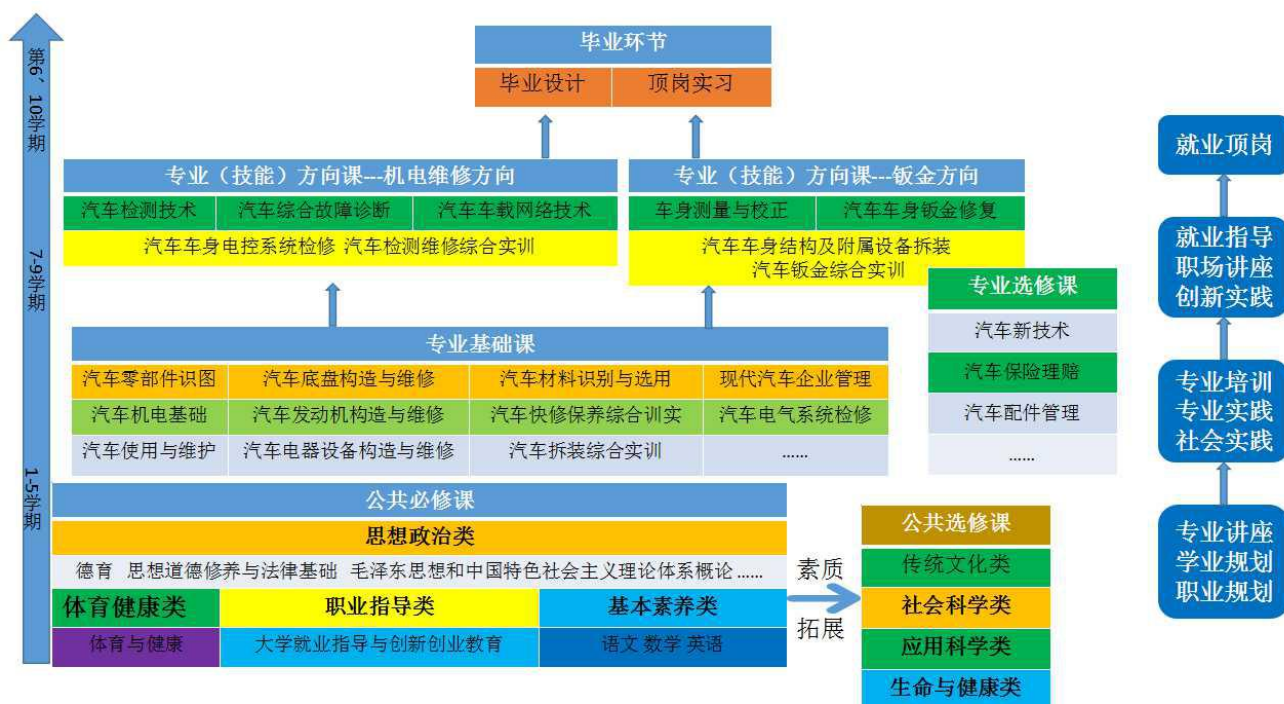 第6、10学期
7-9学期
1-5学期
毕业环节
毕业设计 顶岗实习
专业（技能）方向课---机电维修方向
汽车检测技术 汽车综合故障诊断 汽车车载网络技术
汽车车身电控系统检修 汽车检测维修综合实训
专业（技能）方向课---钣金方向
车身测量与校正 汽车车身钣金修复
汽车车身结构及附属设备拆装
汽车钣金综合实训
专业选修课
汽车新技术
汽车保险理赔
汽车配件管理
......
专业基础课
汽车零部件识图 汽车底盘构造与维修 汽车材料识别与选用 现代汽车企业管理
汽车机电基础 汽车发动机构造与维修 汽车快修保养综合训实 汽车电气系统检修
汽车使用与维护 汽车电器设备构造与维修 汽车拆装综合实训 ......
公共必修课
思想政治类
德育 思想道德修养与法律基础 毛泽东思想和中国特色社会主义理论体系概论......
体育健康类 职业指导类 基本素养类
体育与健康 大学就业指导与创新创业教育 语文 数学 英语
素质
拓展
公共选修课
传统文化类
社会科学类
应用科学类
生命与健康类
就业顶岗
就业指导
职场讲座
创新实践
专业培训
专业实践
社会实践
专业讲座
学业规划
职业规划